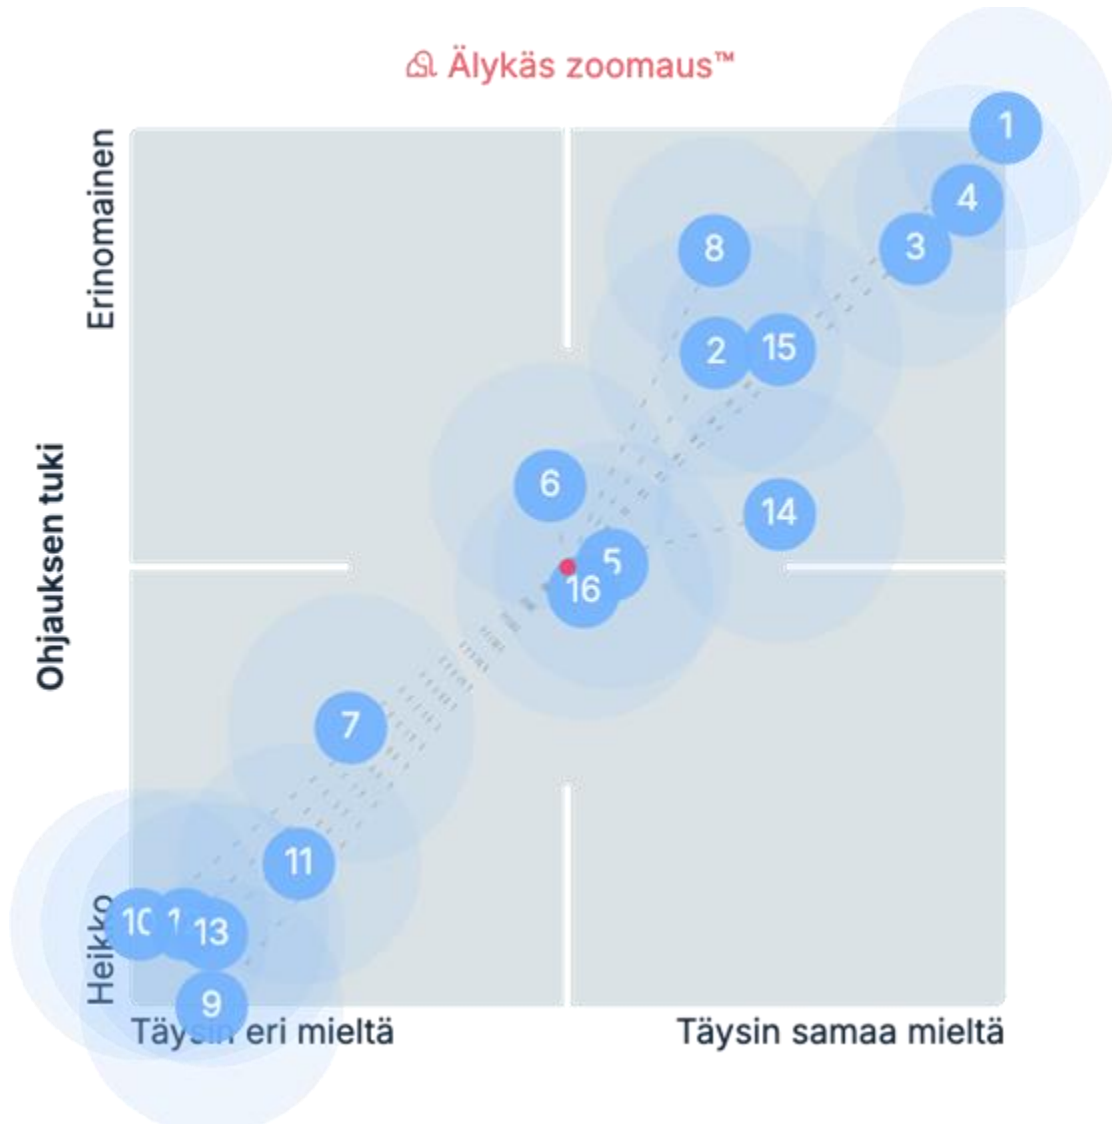 Älykäs zoomaus™
Erinomainen
1
4
8
3
2
15
6
14
Ohjauksen tuki
5
16
7
11
Heikko
10
13
9
Täysin eri mieltä
Täysin samaa mieltä